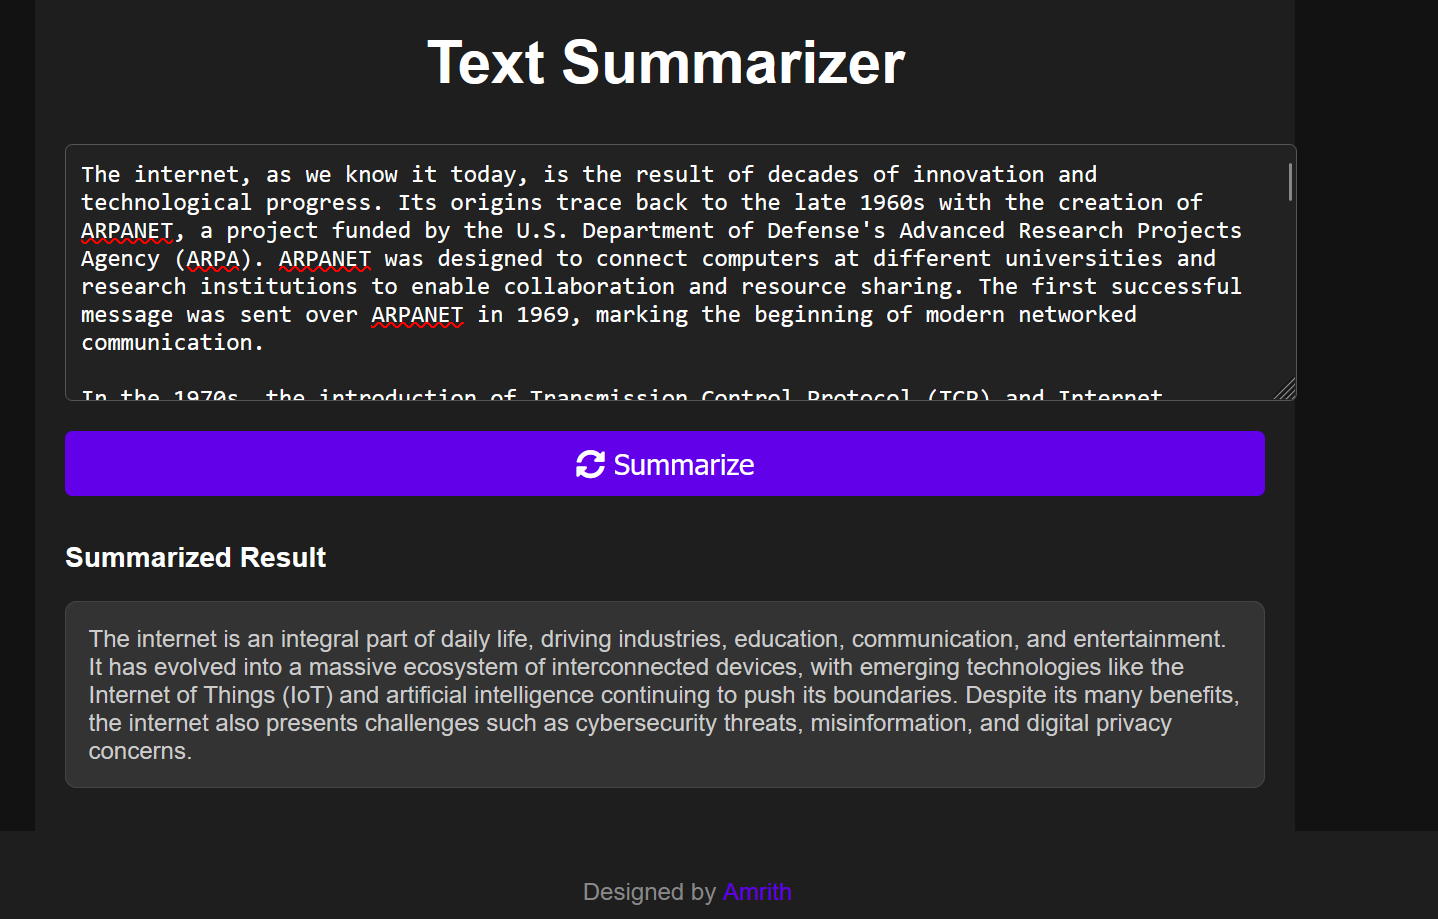 Text Summarizer
The internet, as we know it today, is the result of decades of innovation and
technological progress. Its origins trace back to the late 1960s with the creation of
ARPANET, a project funded by the U.S. Department of Defense's Advanced Research Projects
Agency (ARPA). ARPANET was designed to connect computers at different universities and
research institutions to enable collaboration and resource sharing. The first successful
message was sent over ARPANET in 1969, marking the beginning of modern networked
communication.
In the 1970s, the introduction of Transmission Control Protocol (TCP) and Internet
Summarize
Summarized Result
The internet is an integral part of daily life, driving industries, education, communication, and entertainment.
It has evolved into a massive ecosystem of interconnected devices, with emerging technologies like the
Internet of Things (IoT) and artificial intelligence continuing to push its boundaries. Despite its many benefits,
the internet also presents challenges such as cybersecurity threats, misinformation, and digital privacy
concerns.
Designed by Amrith